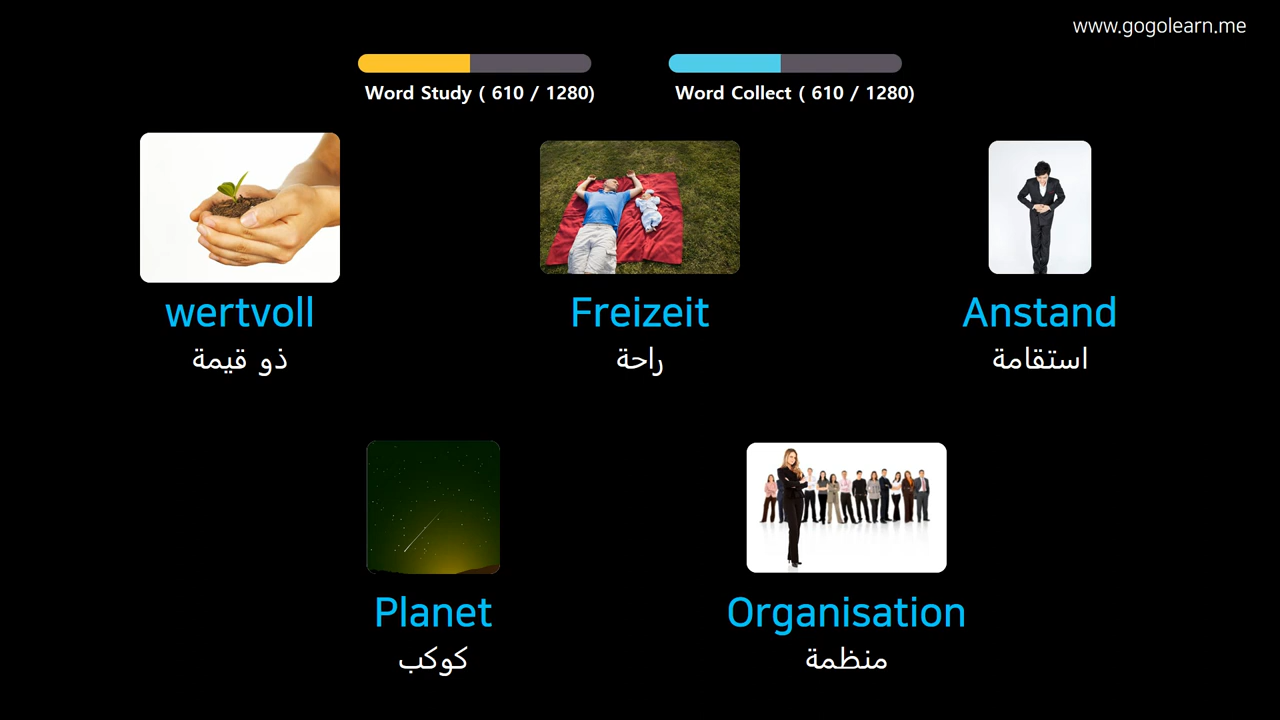 www.gogolearn.me
Word Study ( 610 / 1280)
Word Collect ( 610 / 1280)
wertvoll
ذو قيمة
Freizeit
راحة
Anstand
استقامة
Planet
كوكب
Organisation
منظمة